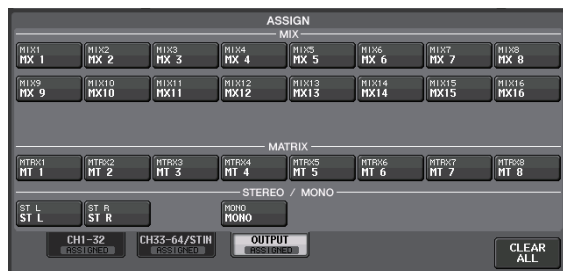 ASSIGN
MIX
MIX1 MIX2 MIX3 MIX4 MIX5 MIX6 MIX7 MIX8
MX 1 MX 2 MX 3 MX 4 MX 5 MX 6 MX 7 MX 8
MIX9 MIX10 MIX11 MIX12 MIX13 MIX14 MIX15 MIX16
MX 9 MX10 MX11 MX12 MX13 MX14 MX15 MX16
MATRIX
MTRX1 MTRX2 MTRX3 MTRX4 MTRX5 MTRX6 MTRX7 MTRX8
MT 1 MT 2 MT 3 MT 4 MT 5 MT 6 MT 7 MT 8
STEREO / MONO
ST L ST R MONO
ST L ST R MONO
CH1-32 CH33-64/STIN OUTPUT
ASSIGNED ASSIGNED ASSIGNED
CLEAR
ALL